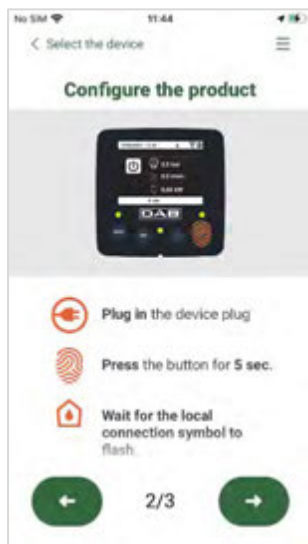 No SIM 11:44
Select the device
Configure the product
DAB
Plug in the device plug
Press the button for 5 sec.
Wait for the local
connection symbol to
flash.
2/3